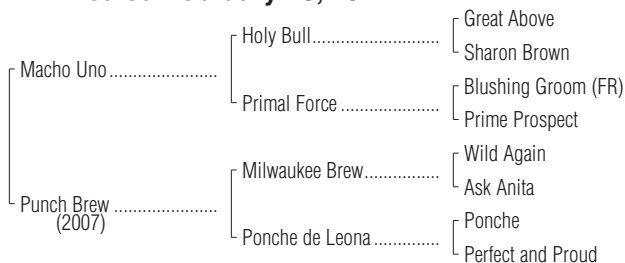 Holy Bull
Great Above
Sharon Brown
Macho Uno
Primal Force
Blushing Groom (FR)
Prime Prospect
Punch Brew
(2007)
Milwaukee Brew
Wild Again
Ask Anita
Ponche de Leona
Ponche
Perfect and Proud